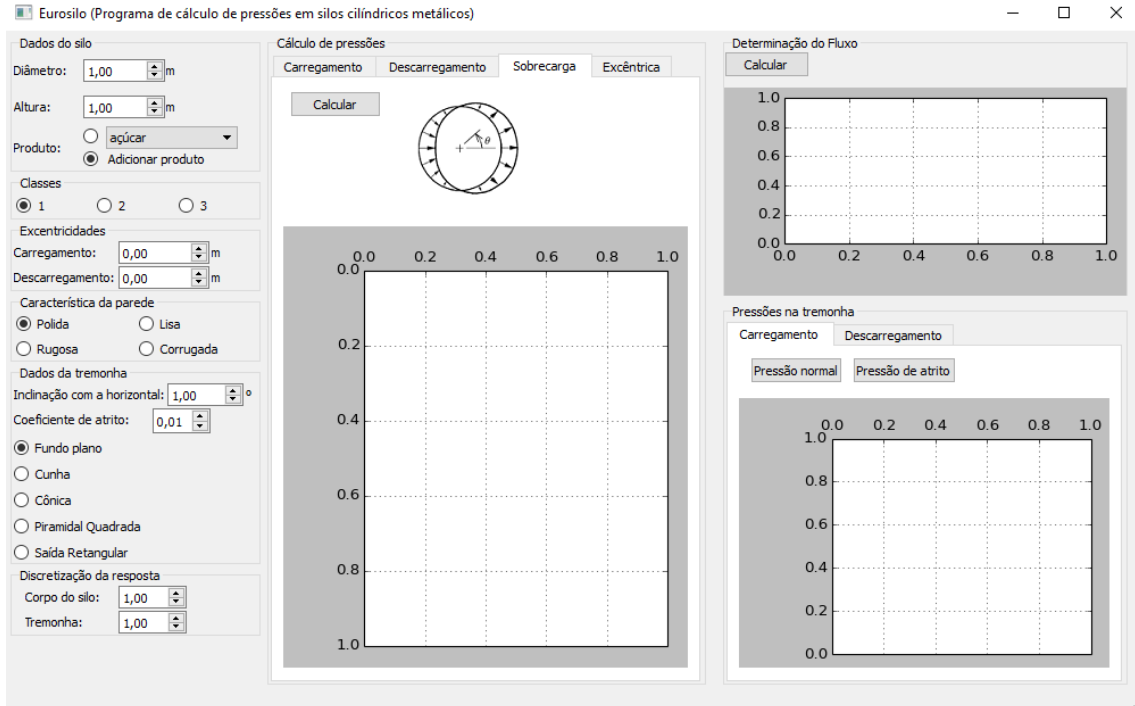 Eurosilo (Programa de cálculo de pressões em silos cilíndricos metálicos)
Dados do silo
Diâmetro: 1,00 m
Altura: 1,00 m
Produto: açúcar
Adicionar produto
Classes
1 2 3
Excentricidades
Carregamento: 0,00 m
Descarregamento: 0,00 m
Característica da parede
Polida Lisa
Rugosa Corrugada
Dados da tremonha
Inclinação com a horizontal: 1,00 º
Coeficiente de atrito: 0,01
Fundo plano
Cunha
Cônica
Piramidal Quadrada
Saída Retangular
Discretização da resposta
Corpo do silo: 1,00
Tremonha: 1,00
Cálculo de pressões
Carregamento Descarregamento Sobrecarga Excêntrica
Calcular
θ
0.0 0.2 0.4 0.6 0.8 1.0
0.0
0.2
0.4
0.6
0.8
1.0
Determinação do Fluxo
Calcular
1.0
0.8
0.6
0.4
0.2
0.0
0.0 0.2 0.4 0.6 0.8 1.0
Pressões na tremonha
Carregamento Descarregamento
Pressão normal Pressão de atrito
0.0 0.2 0.4 0.6 0.8 1.0
1.0
0.8
0.6
0.4
0.2
0.0